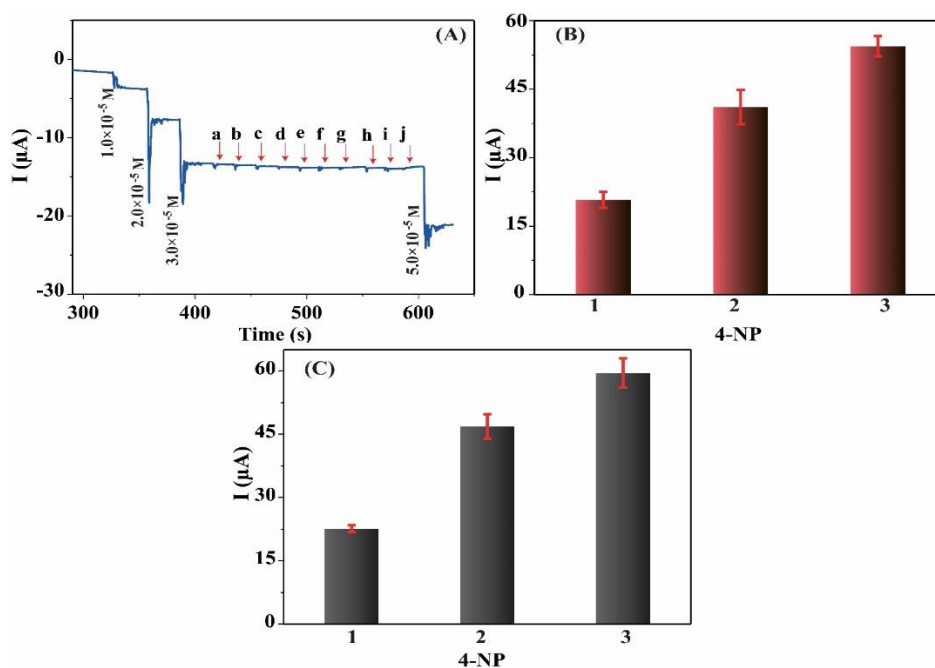 (A)
I (µA)
0
-10
-20
-30
1.0×10⁻⁵ M
2.0×10⁻⁵ M
3.0×10⁻⁵ M
a b c d e f g h i j
5.0×10⁻⁵ M
300 400 500 600
Time (s)
(B)
I (µA)
60
45
30
15
0
1 2 3
4-NP
(C)
I (µA)
60
45
30
15
0
1 2 3
4-NP